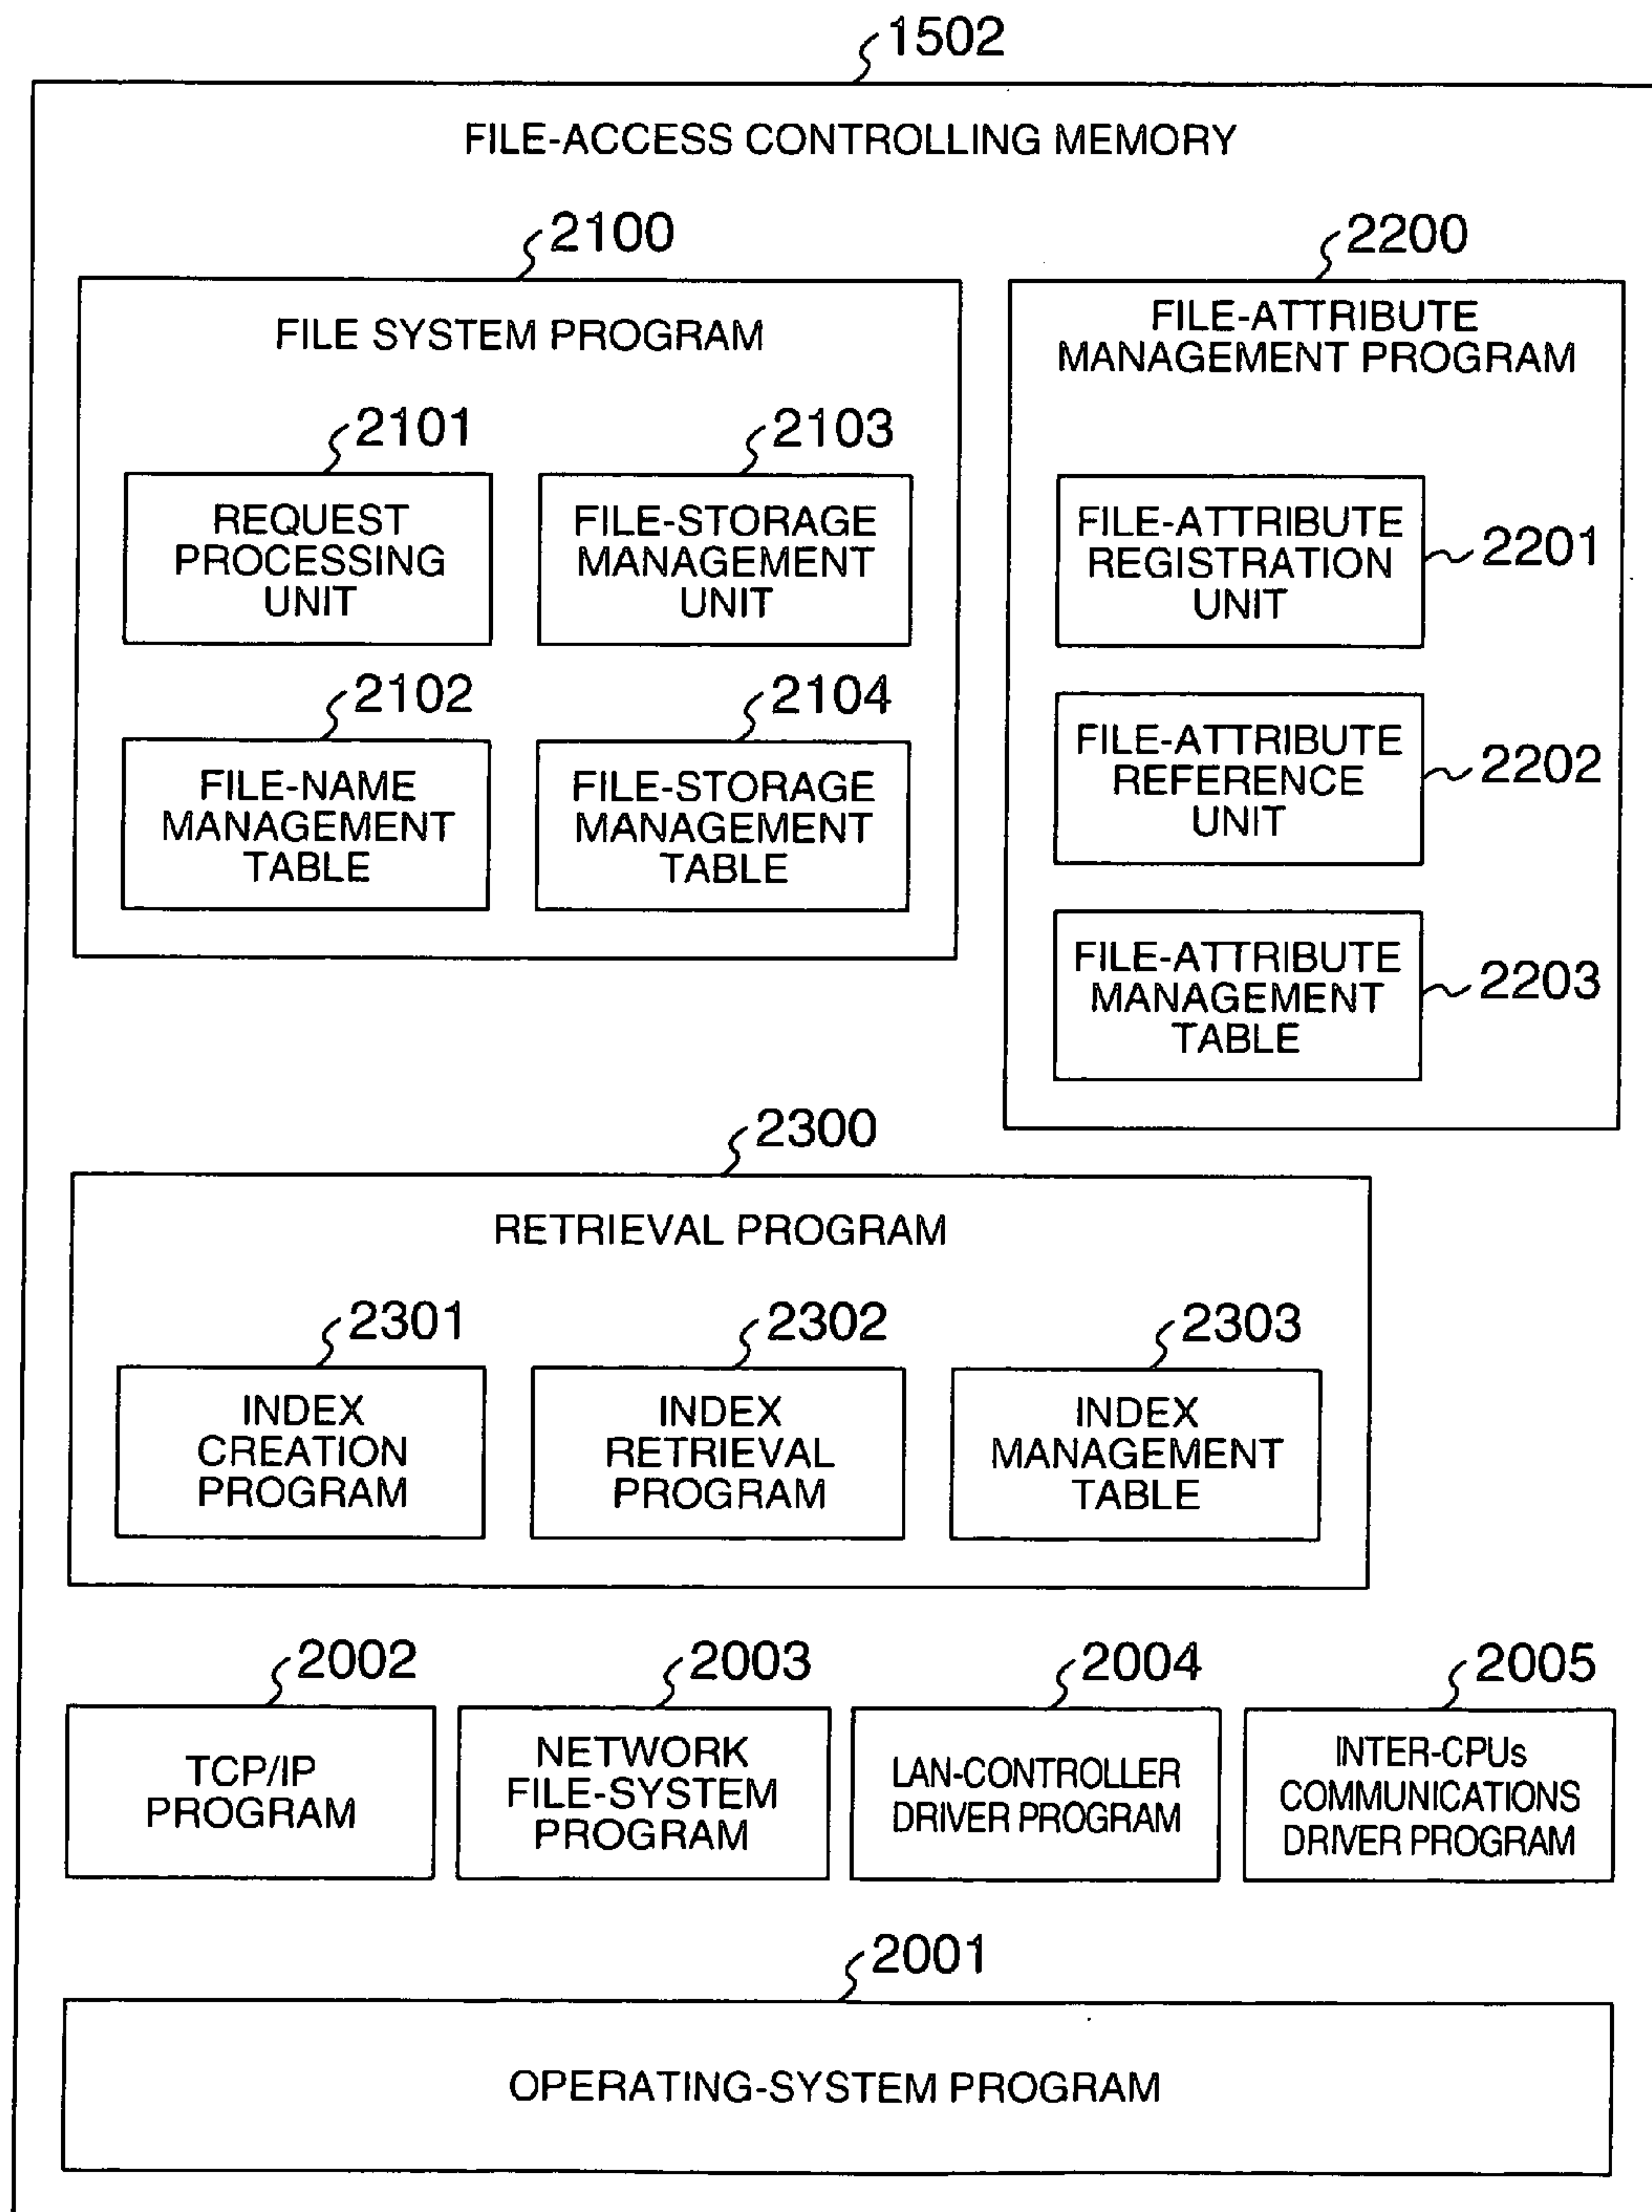 1502
FILE-ACCESS CONTROLLING MEMORY
2100
FILE SYSTEM PROGRAM
2101
REQUEST
PROCESSING
UNIT
2103
FILE-STORAGE
MANAGEMENT
UNIT
2102
FILE-NAME
MANAGEMENT
TABLE
2104
FILE-STORAGE
MANAGEMENT
TABLE
2200
FILE-ATTRIBUTE
MANAGEMENT PROGRAM
FILE-ATTRIBUTE
REGISTRATION
UNIT
2201
FILE-ATTRIBUTE
REFERENCE
UNIT
2202
FILE-ATTRIBUTE
MANAGEMENT
TABLE
2203
2300
RETRIEVAL PROGRAM
2301
INDEX
CREATION
PROGRAM
2302
INDEX
RETRIEVAL
PROGRAM
2303
INDEX
MANAGEMENT
TABLE
2002
TCP/IP
PROGRAM
2003
NETWORK
FILE-SYSTEM
PROGRAM
2004
LAN-CONTROLLER
DRIVER PROGRAM
2005
INTER-CPUs
COMMUNICATIONS
DRIVER PROGRAM
2001
OPERATING-SYSTEM PROGRAM